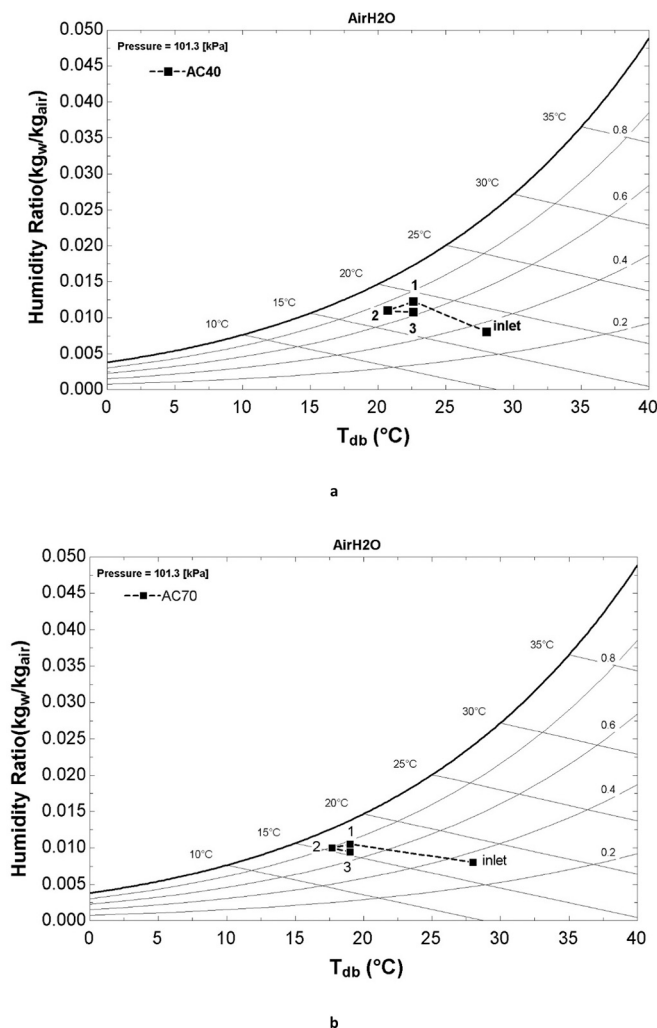 AirH2O
0.050
Pressure = 101.3 [kPa]
AC40
0.045
0.040
35°C
0.8
0.035
0.030
30°C
0.6
0.025
25°C
0.4
0.020
20°C
0.015
1
15°C
2
3
inlet
0.2
0.010
10°C
0.005
0.000
0 5 10 15 20 25 30 35 40
Humidity Ratio(kgw/kgair)
Tdb (°C)
a
AirH2O
0.050
Pressure = 101.3 [kPa]
AC70
0.045
0.040
35°C
0.8
0.035
0.030
30°C
0.6
0.025
25°C
0.4
0.020
20°C
0.015
15°C
1
2
3
inlet
0.2
0.010
10°C
0.005
0.000
0 5 10 15 20 25 30 35 40
Humidity Ratio(kgw/kgair)
Tdb (°C)
b